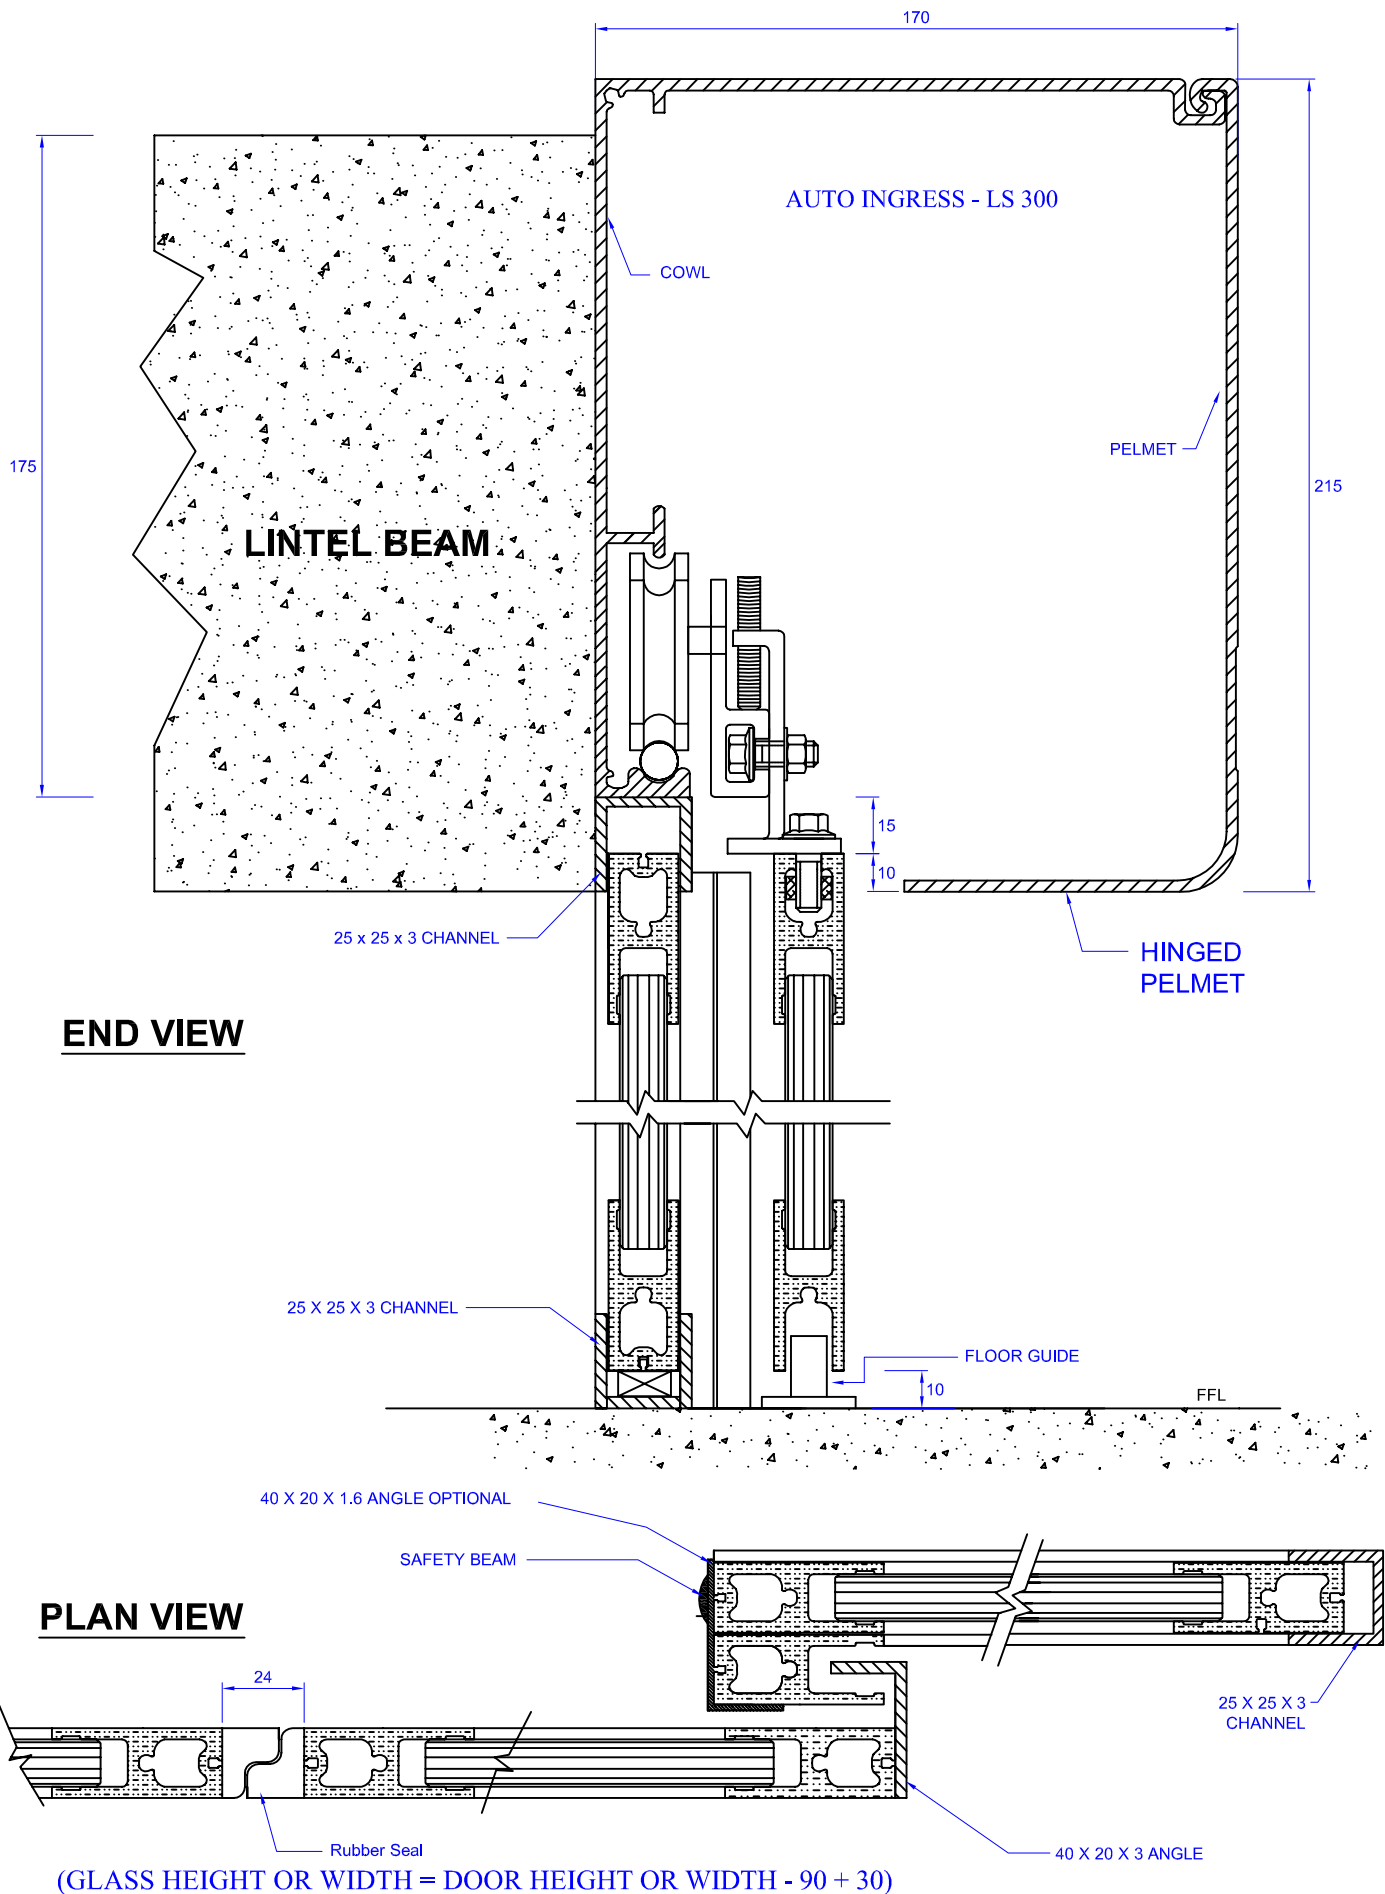 170
AUTO INGRESS - LS 300
COWL
175
PELMET
215
LINTEL BEAM
15
10
25 x 25 x 3 CHANNEL
HINGED
PELMET
END VIEW
25 X 25 X 3 CHANNEL
FLOOR GUIDE
10
FFL
40 X 20 X 1.6 ANGLE OPTIONAL
SAFETY BEAM
PLAN VIEW
24
25 X 25 X 3
CHANNEL
Rubber Seal
40 X 20 X 3 ANGLE
(GLASS HEIGHT OR WIDTH = DOOR HEIGHT OR WIDTH - 90 + 30)